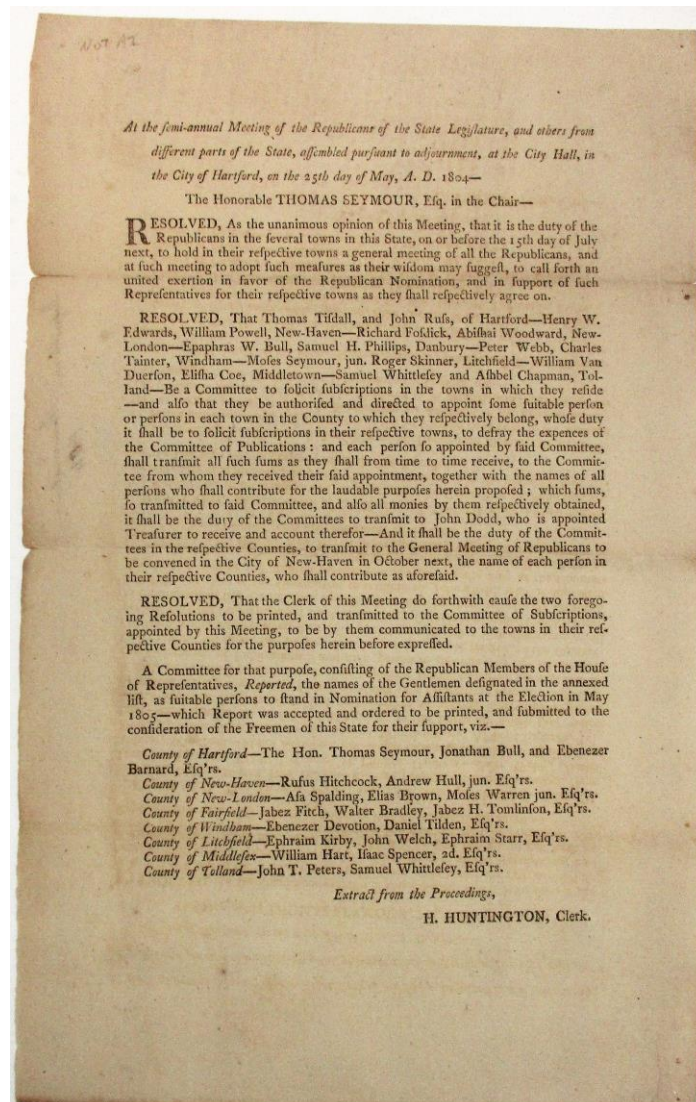 NOT AI
At the ſemi-annual Meeting of the Republicans of the State Legiſlature, and others from
different parts of the State, aſſembled purſuant to adjournment, at the City Hall, in
the City of Hartford, on the 25th day of May, A. D. 1804—
The Honorable THOMAS SEYMOUR, Eſq. in the Chair—
RESOLVED, As the unanimous opinion of this Meeting, that it is the duty of the
Republicans in the ſeveral towns in this State, on or before the 15th day of July
next, to hold in their reſpective towns a general meeting of all the Republicans, and
at ſuch meeting to adopt ſuch meaſures as their wiſdom may ſuggeſt, to call forth an
united exertion in favor of the Republican Nomination, and in ſupport of ſuch
Repreſentatives for their reſpective towns as they ſhall reſpectively agree on.
RESOLVED, That Thomas Tiſdall, and John Ruſs, of Hartford—Henry W.
Edwards, William Powell, New-Haven—Richard Foſdick, Abiſhai Woodward, New-
London—Epaphras W. Bull, Samuel H. Phillips, Danbury—Peter Webb, Charles
Tainter, Windham—Moſes Seymour, jun. Roger Skinner, Litchfield—William Van
Duerſon, Eliſha Coe, Middletown—Samuel Whittleſey and Aſhbel Chapman, Tol-
land—Be a Committee to ſolicit ſubſcriptions in the towns in which they reſide
—and alſo that they be authoriſed and directed to appoint ſome ſuitable perſon
or perſons in each town in the County to which they reſpectively belong, whoſe duty
it ſhall be to ſolicit ſubſcriptions in their reſpective towns, to defray the expences of
the Committee of Publications : and each perſon ſo appointed by ſaid Committee,
ſhall tranſmit all ſuch ſums as they ſhall from time to time receive, to the Commit-
tee from whom they received their ſaid appointment, together with the names of all
perſons who ſhall contribute for the laudable purpoſes herein propoſed ; which ſums,
ſo tranſmitted to ſaid Committee, and alſo all monies by them reſpectively obtained,
it ſhall be the duty of the Committees to tranſmit to John Dodd, who is appointed
Treaſurer to receive and account therefor—And it ſhall be the duty of the Commit-
tees in the reſpective Counties, to tranſmit to the General Meeting of Republicans to
be convened in the City of New-Haven in October next, the name of each perſon in
their reſpective Counties, who ſhall contribute as aforeſaid.
RESOLVED, That the Clerk of this Meeting do forthwith cauſe the two forego-
ing Reſolutions to be printed, and tranſmitted to the Committee of Subſcriptions,
appointed by this Meeting, to be by them communicated to the towns in their reſ-
pective Counties for the purpoſes herein before expreſſed.
A Committee for that purpoſe, conſiſting of the Republican Members of the Houſe
of Repreſentatives, Reported, the names of the Gentlemen deſignated in the annexed
liſt, as ſuitable perſons to ſtand in Nomination for Aſſiſtants at the Election in May
1805—which Report was accepted and ordered to be printed, and ſubmitted to the
conſideration of the Freemen of this State for their ſupport, viz.—
County of Hartford—The Hon. Thomas Seymour, Jonathan Bull, and Ebenezer
Barnard, Eſq'rs.
County of New-Haven—Rufus Hitchcock, Andrew Hull, jun. Eſq'rs.
County of New-London—Aſa Spalding, Elias Brown, Moſes Warren jun. Eſq'rs.
County of Fairfield—Jabez Fitch, Walter Bradley, Jabez H. Tomlinſon, Eſq'rs.
County of Windham—Ebenezer Devotion, Daniel Tilden, Eſq'rs.
County of Litchfield—Ephraim Kirby, John Welch, Ephraim Starr, Eſq'rs.
County of Middleſex—William Hart, Iſaac Spencer, 2d. Eſq'rs.
County of Tolland—John T. Peters, Samuel Whittleſey, Eſq'rs.
Extract from the Proceedings,
H. HUNTINGTON, Clerk.